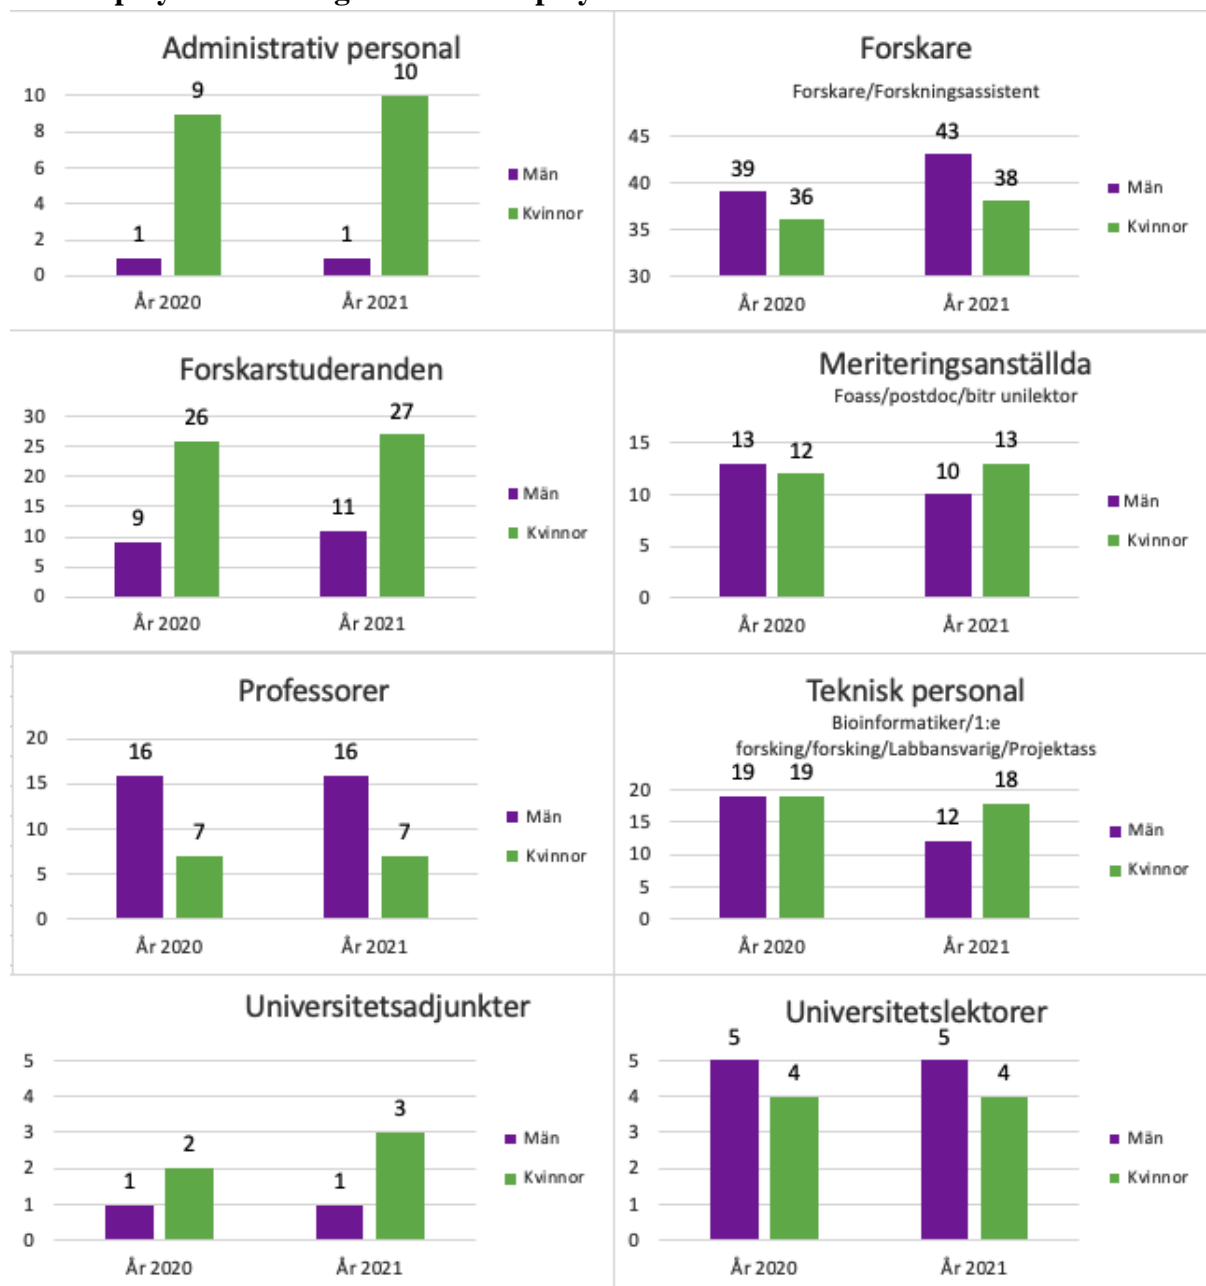 Administrativ personal
10
8
6
4
2
0
1
9
1
10
År 2020
År 2021
Män
Kvinnor
Forskare
Forskare/Forskningsassistent
45
40
35
30
39
36
43
38
År 2020
År 2021
Män
Kvinnor
Forskarstuderanden
30
25
20
15
10
5
0
9
26
11
27
År 2020
År 2021
Män
Kvinnor
Meriteringsanställda
Foass/postdoc/bitr unilektor
15
10
5
0
13
12
10
13
År 2020
År 2021
Män
Kvinnor
Professorer
20
15
10
5
0
16
7
16
7
År 2020
År 2021
Män
Kvinnor
Teknisk personal
Bioinformatiker/1:e
forsking/forsking/Labbansvarig/Projektass
20
15
10
5
0
19
19
12
18
År 2020
År 2021
Män
Kvinnor
Universitetsadjunkter
5
4
3
2
1
0
1
2
1
3
År 2020
År 2021
Män
Kvinnor
Universitetslektorer
5
4
3
2
1
0
5
4
5
4
År 2020
År 2021
Män
Kvinnor